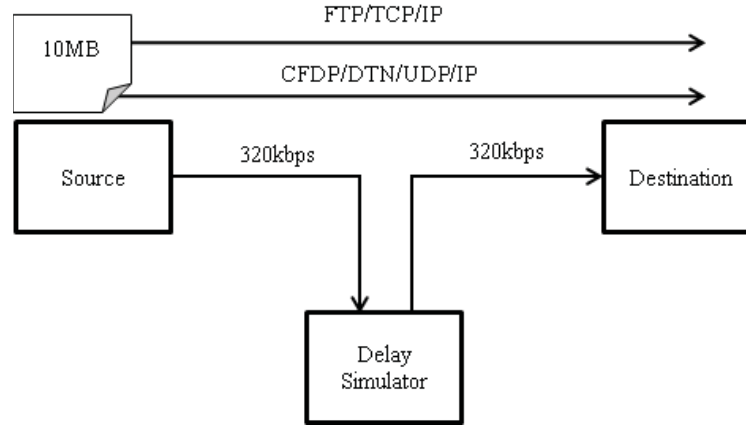 FTP/TCP/IP
10MB
CFDP/DTN/UDP/IP
320kbps
320kbps
Source
Destination
Delay
Simulator